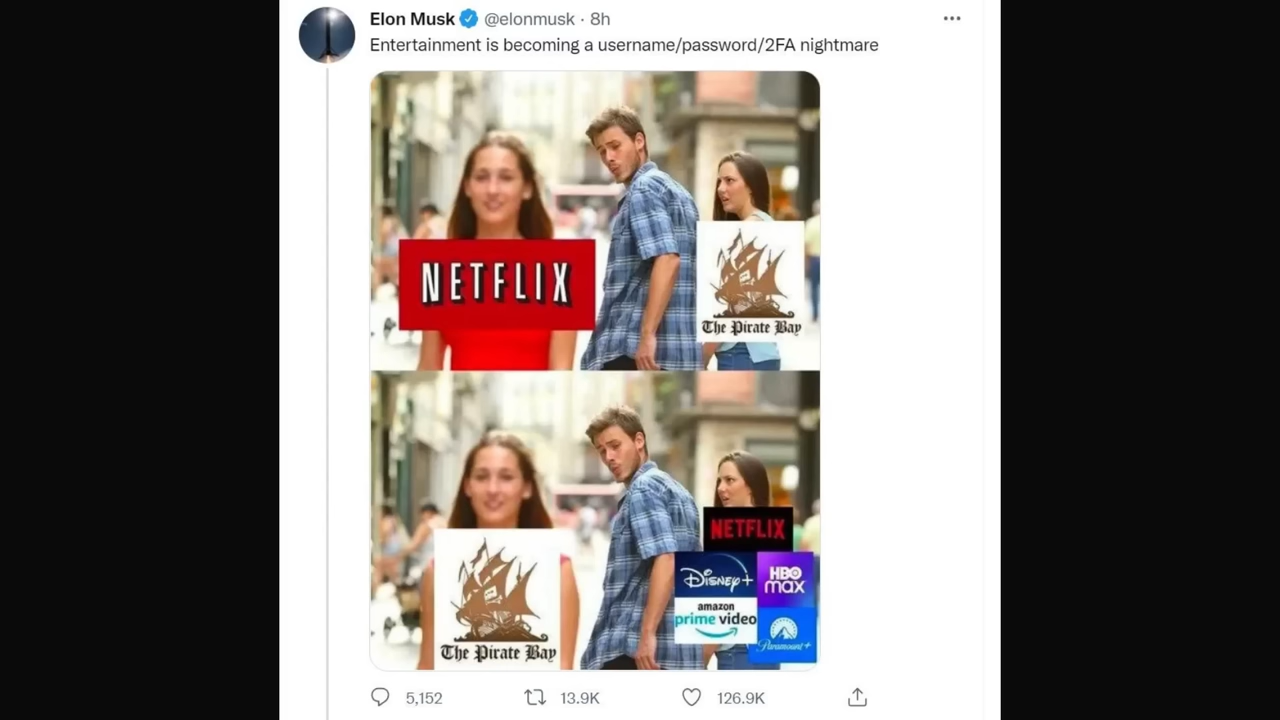 Elon Musk @elonmusk · 8h
Entertainment is becoming a username/password/2FA nightmare
NETFLIX
The Pirate Bay
NETFLIX
Disney+
HBO
max
amazon
prime video
Paramount+
The Pirate Bay
5,152 13.9K 126.9K